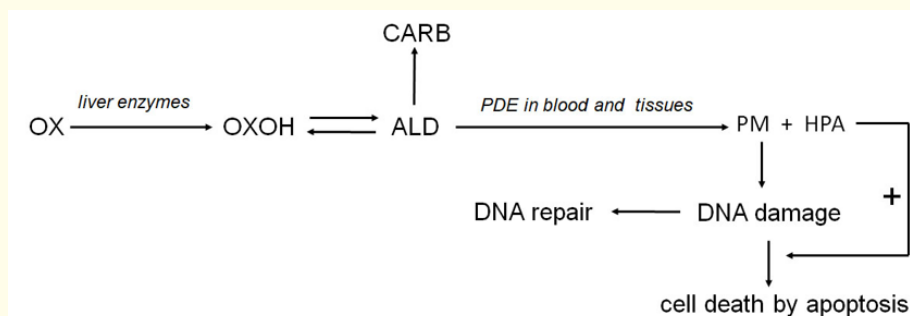 CARB
liver enzymes
PDE in blood and tissues
OX OXOH ALD PM + HPA
+
DNA repair DNA damage
cell death by apoptosis